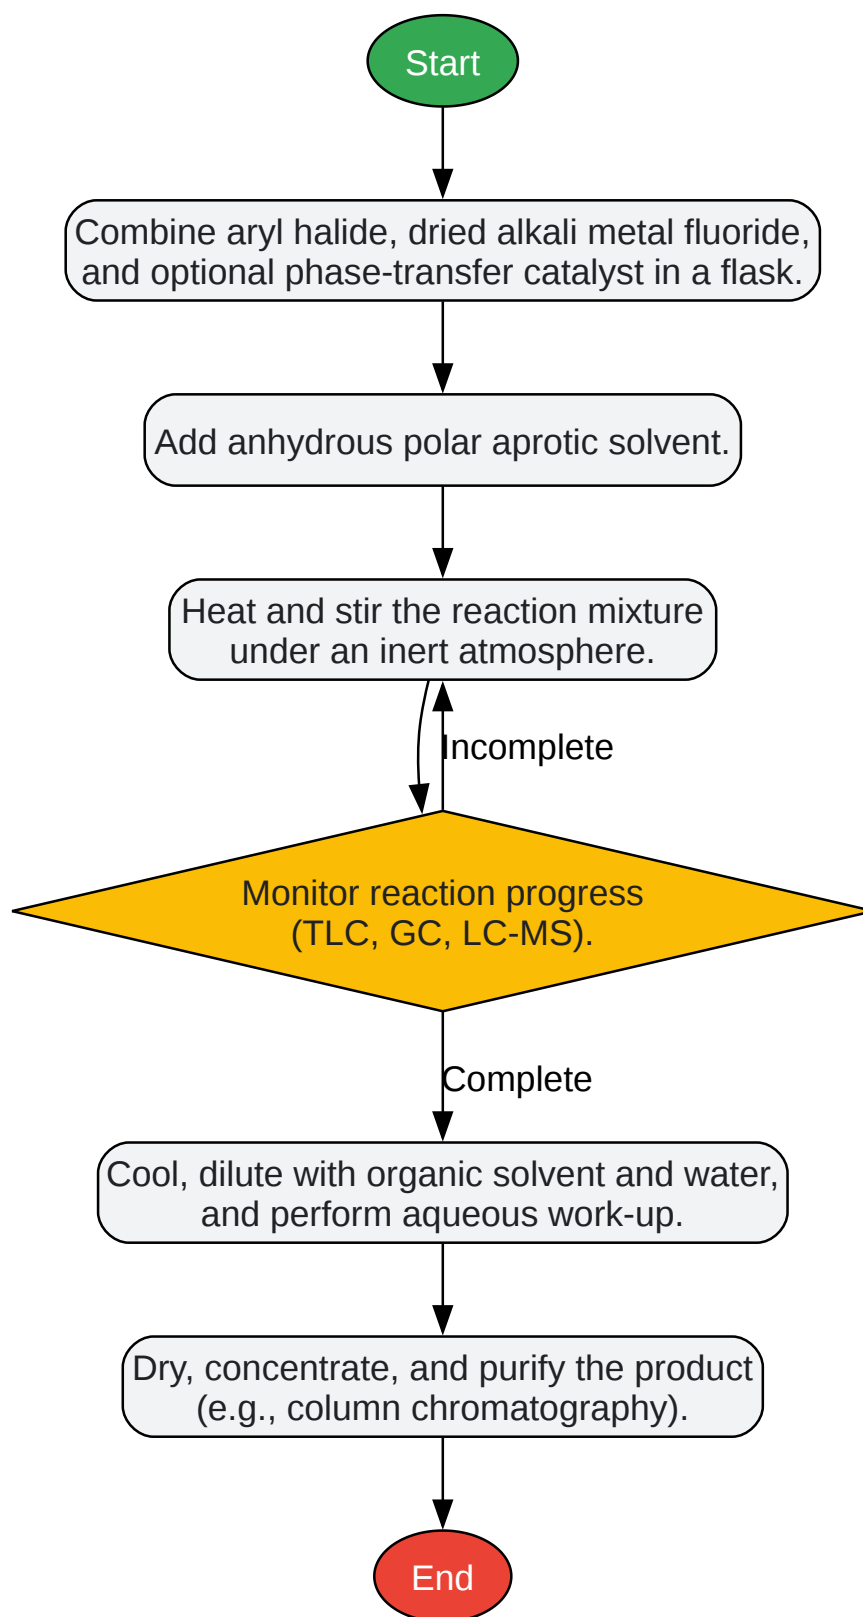 Start
Combine aryl halide, dried alkali metal fluoride,
and optional phase-transfer catalyst in a flask.
Add anhydrous polar aprotic solvent.
Heat and stir the reaction mixture
under an inert atmosphere.
Incomplete
Monitor reaction progress
(TLC, GC, LC-MS).
Complete
Cool, dilute with organic solvent and water,
and perform aqueous work-up.
Dry, concentrate, and purify the product
(e.g., column chromatography).
End